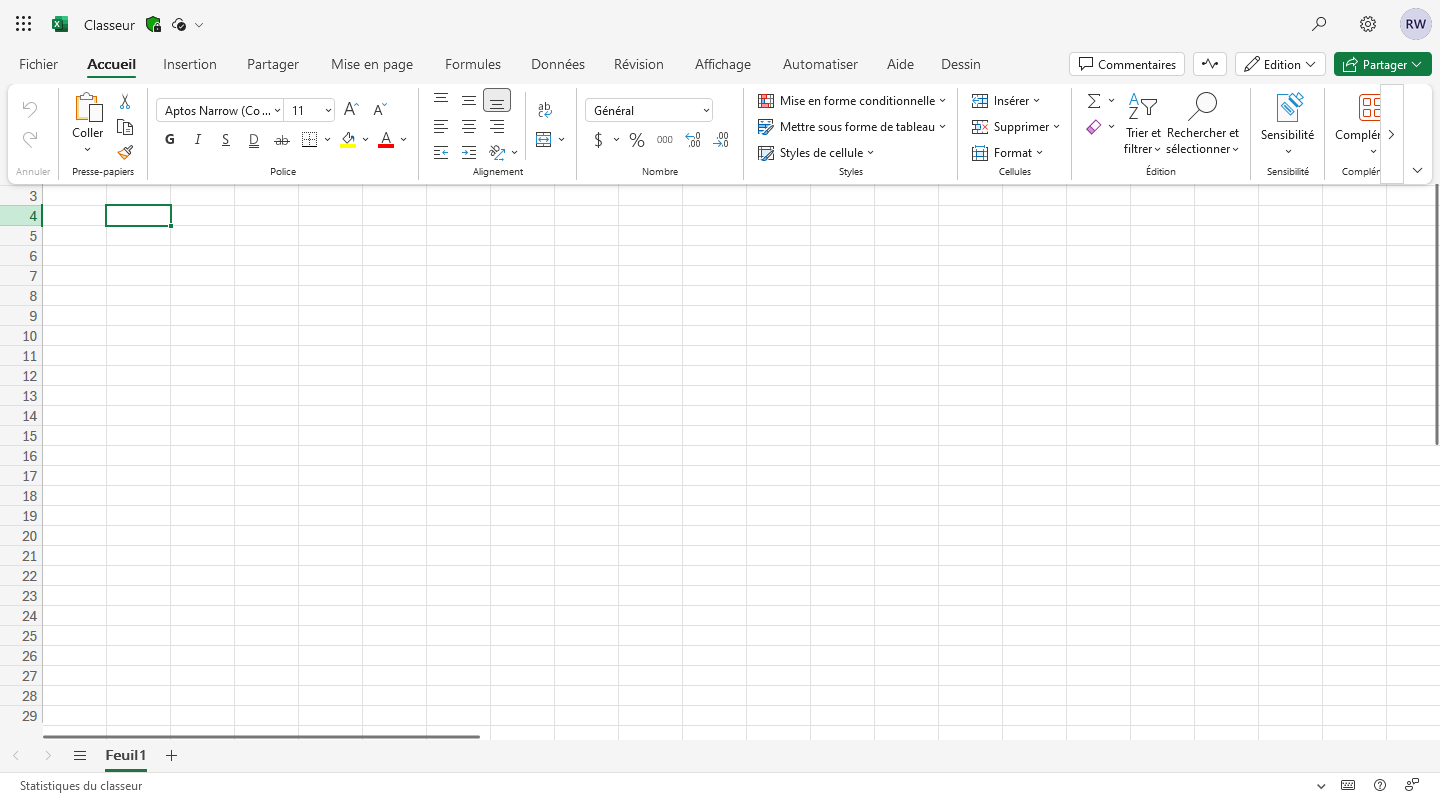 Classeur
RW
Fichier
Accueil
Insertion
Partager
Mise en page
Formules
Données
Révision
Affichage
Automatiser
Aide
Dessin
Commentaires
Edition
Partager
Annuler
Coller
Presse-papiers
Aptos Narrow (Co ...
11
A
A
G
I
S
D
ab
A
Police
ab
Alignement
Général
$
%
000
.00
.00
Nombre
Mise en forme conditionnelle
Mettre sous forme de tableau
Styles de cellule
Styles
Insérer
Supprimer
Format
Cellules
Trier et
filtrer
Rechercher et
sélectionner
Édition
Sensibilité
Sensibilité
Complér
Complér
3
4
5
6
7
8
9
10
11
12
13
14
15
16
17
18
19
20
21
22
23
24
25
26
27
28
29
Feuil1
Statistiques du classeur